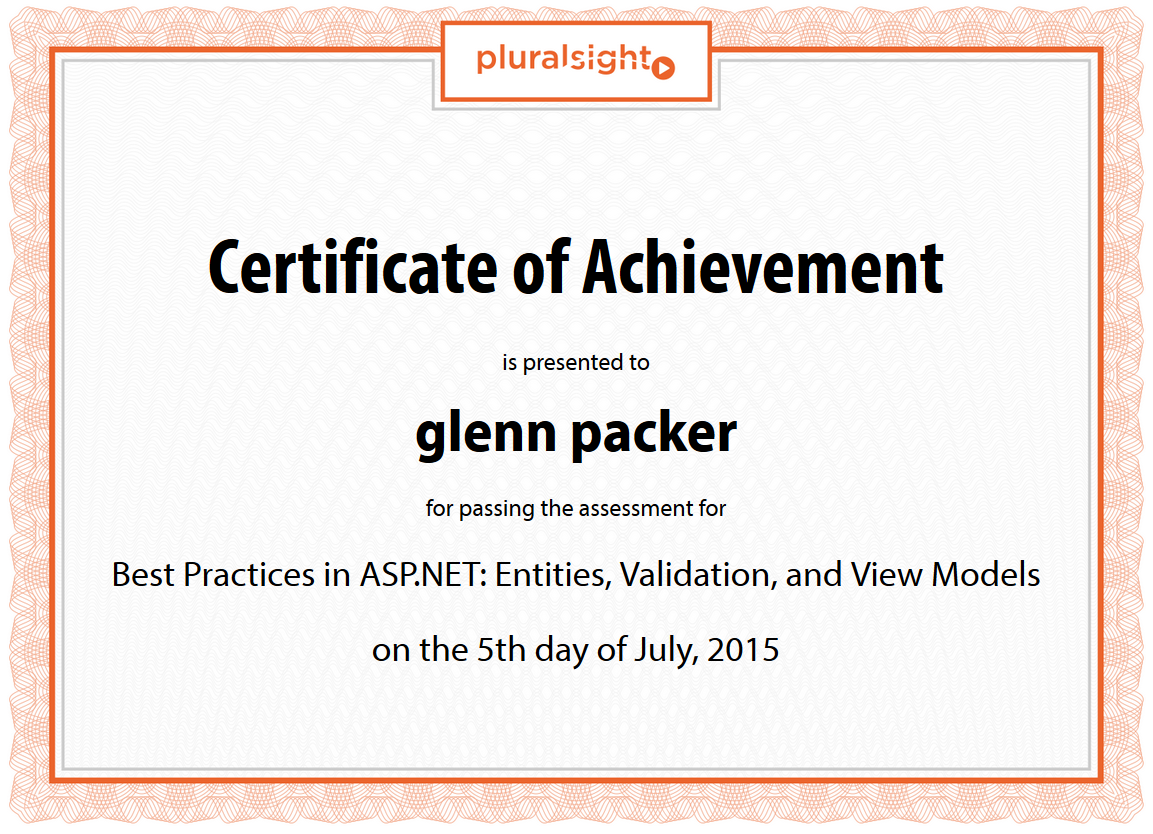 pluralsight
Certificate of Achievement
is presented to
glenn packer
for passing the assessment for
Best Practices in ASP.NET: Entities, Validation, and View Models
on the 5th day of July, 2015